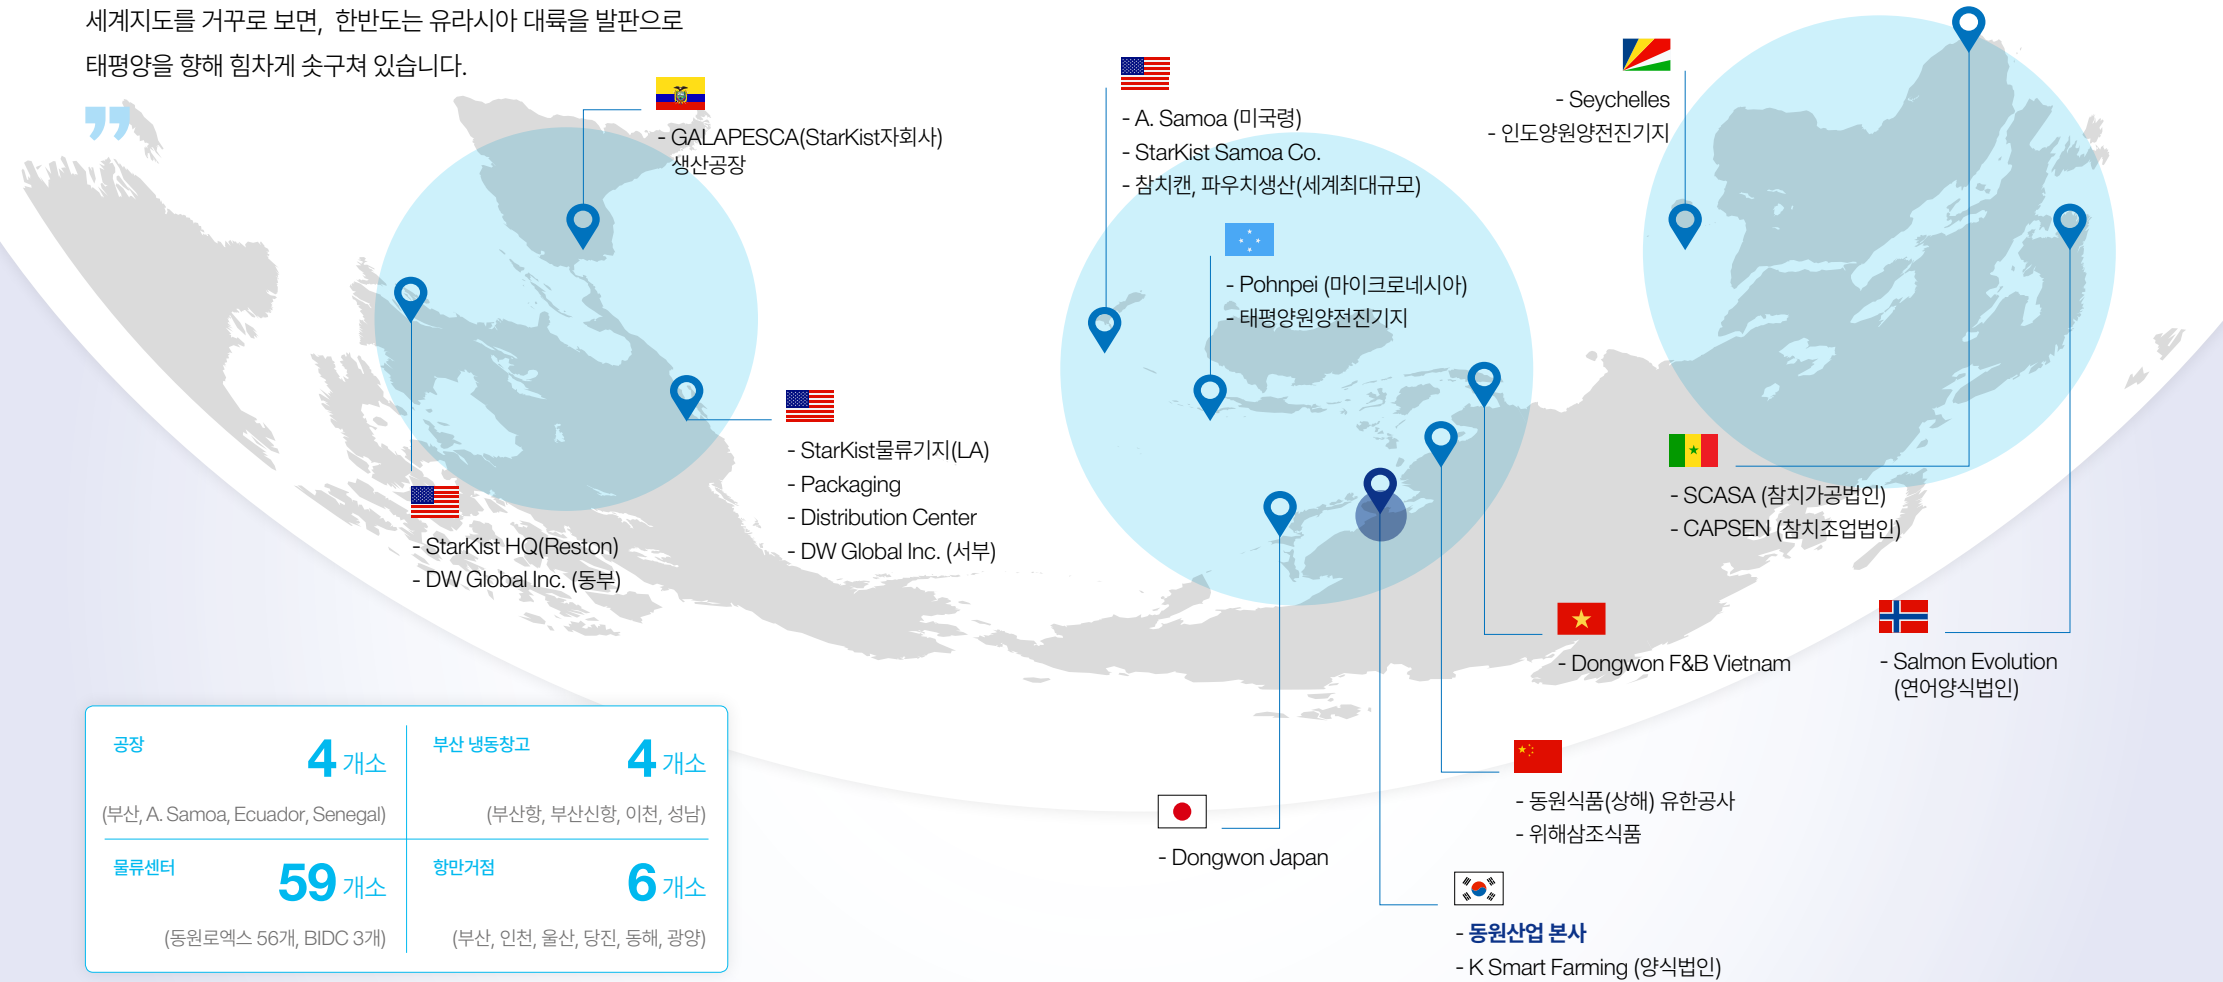 세계지도를 거꾸로 보면, 한반도는 유라시아 대륙을 발판으로
태평양을 향해 힘차게 솟구쳐 있습니다.
”
- GALAPESCA(StarKist자회사)
생산공장
- A. Samoa (미국령)
- StarKist Samoa Co.
- 참치캔, 파우치생산(세계최대규모)
- Pohnpei (마이크로네시아)
- 태평양원양전진기지
- Seychelles
- 인도양원양전진기지
- StarKist HQ(Reston)
- DW Global Inc. (동부)
- StarKist물류기지(LA)
- Packaging
- Distribution Center
- DW Global Inc. (서부)
- SCASA (참치가공법인)
- CAPSEN (참치조업법인)
- Dongwon F&B Vietnam
- Salmon Evolution
(연어양식법인)
- 동원식품(상해) 유한공사
- 위해삼조식품
- Dongwon Japan
- 동원산업 본사
- K Smart Farming (양식법인)
공장
4 개소
(부산, A. Samoa, Ecuador, Senegal)
부산 냉동창고
4 개소
(부산항, 부산신항, 이천, 성남)
물류센터
59 개소
(동원로엑스 56개, BIDC 3개)
항만거점
6 개소
(부산, 인천, 울산, 당진, 동해, 광양)